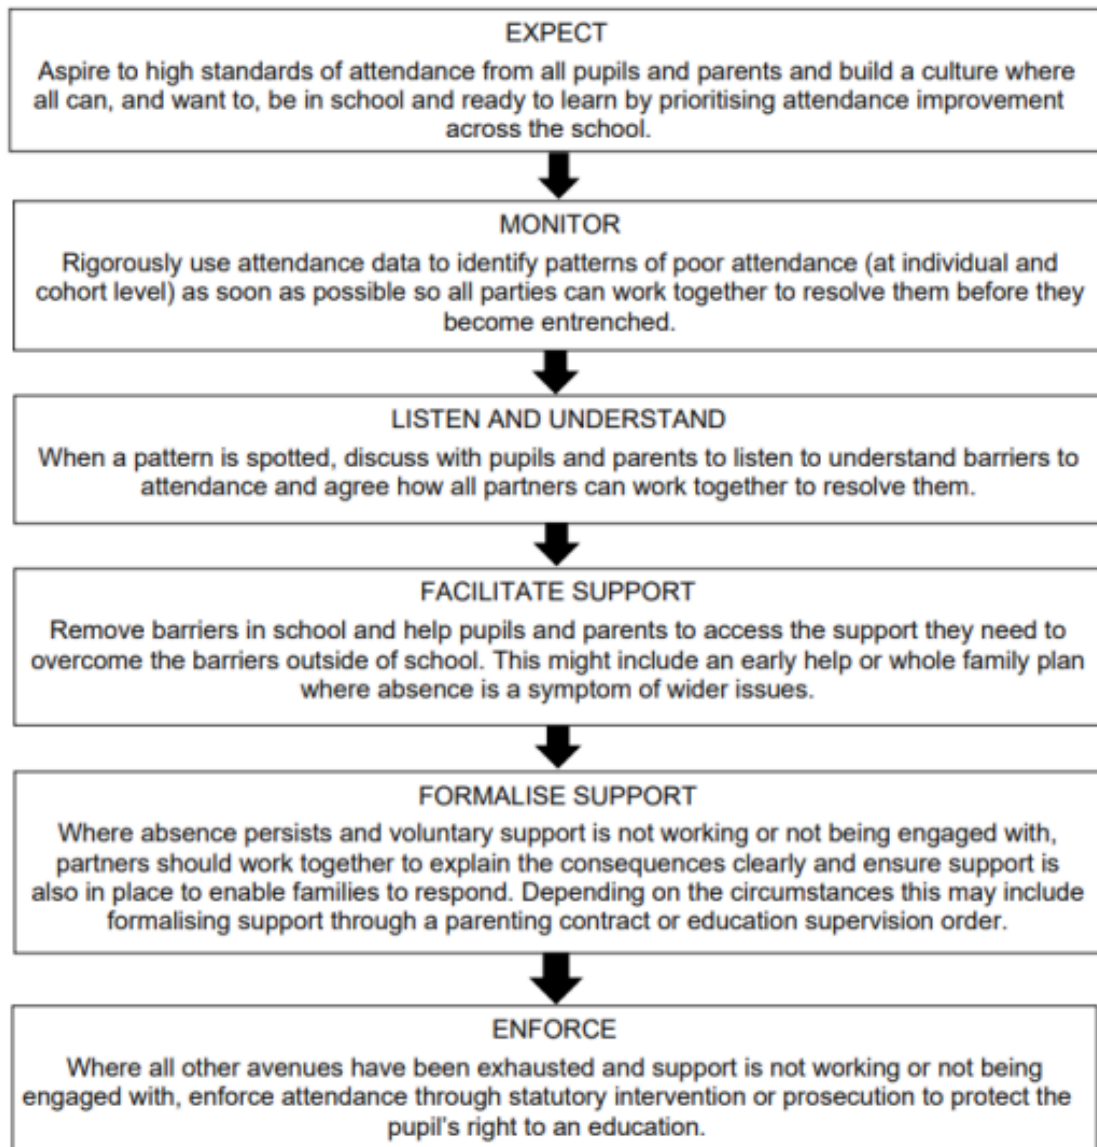 EXPECT
Aspire to high standards of attendance from all pupils and parents and build a culture where
all can, and want to, be in school and ready to learn by prioritising attendance improvement
across the school.
MONITOR
Rigorously use attendance data to identify patterns of poor attendance (at individual and
cohort level) as soon as possible so all parties can work together to resolve them before they
become entrenched.
LISTEN AND UNDERSTAND
When a pattern is spotted, discuss with pupils and parents to listen to understand barriers to
attendance and agree how all partners can work together to resolve them.
FACILITATE SUPPORT
Remove barriers in school and help pupils and parents to access the support they need to
overcome the barriers outside of school. This might include an early help or whole family plan
where absence is a symptom of wider issues.
FORMALISE SUPPORT
Where absence persists and voluntary support is not working or not being engaged with,
partners should work together to explain the consequences clearly and ensure support is
also in place to enable families to respond. Depending on the circumstances this may include
formalising support through a parenting contract or education supervision order.
ENFORCE
Where all other avenues have been exhausted and support is not working or not being
engaged with, enforce attendance through statutory intervention or prosecution to protect the
pupil's right to an education.